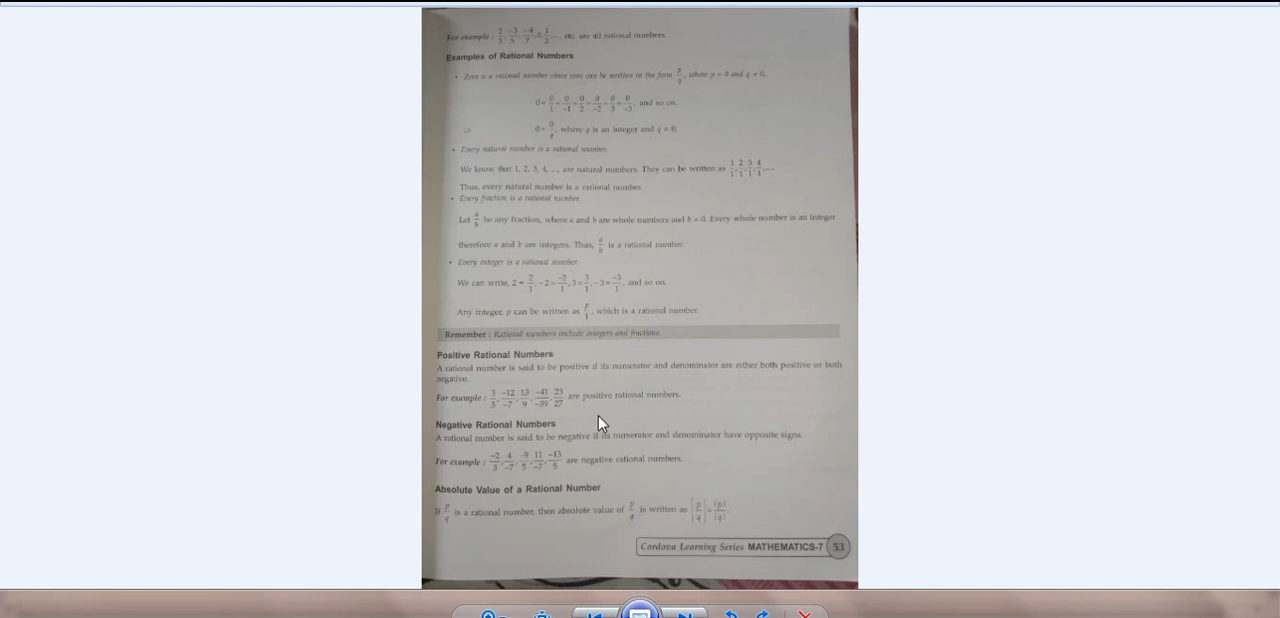 For example : 2/3, -3/5, -4/7, 0, 1/2, ... etc. are all rational numbers.
Examples of Rational Numbers
• Zero is a rational number since zero can be written in the form p/q, where p = 0 and q ≠ 0.
0 = 0/1 = 0/-1 = 0/2 = 0/-2 = 0/3 = 0/-3, and so on.
⇒ 0 = 0/q, where q is an integer and q ≠ 0.
• Every natural number is a rational number.
We know that 1, 2, 3, 4, ..., are natural numbers. They can be written as 1/1, 2/1, 3/1, 4/1, ...
Thus, every natural number is a rational number.
• Every fraction is a rational number.
Let a/b be any fraction, where a and b are whole numbers and b ≠ 0. Every whole number is an integer
therefore a and b are integers. Thus, a/b is a rational number.
• Every integer is a rational number.
We can write, 2 = 2/1, -2 = -2/1, 3 = 3/1, -3 = -3/1, and so on.
Any integer, p can be written as p/1, which is a rational number.
Remember : Rational numbers include integers and fractions.
Positive Rational Numbers
A rational number is said to be positive if its numerator and denominator are either both positive or both
negative.
For example : 3/3, -12/-7, 13/9, -41/-39, 23/27 are positive rational numbers.
Negative Rational Numbers
A rational number is said to be negative if its numerator and denominator have opposite signs.
For example : -2/3, 4/-7, -9/5, 11/-7, -13/5 are negative rational numbers.
Absolute Value of a Rational Number
If p/q is a rational number, then absolute value of p/q is written as |p/q| = |p|/|q|.
Cordova Learning Series MATHEMATICS-7 53